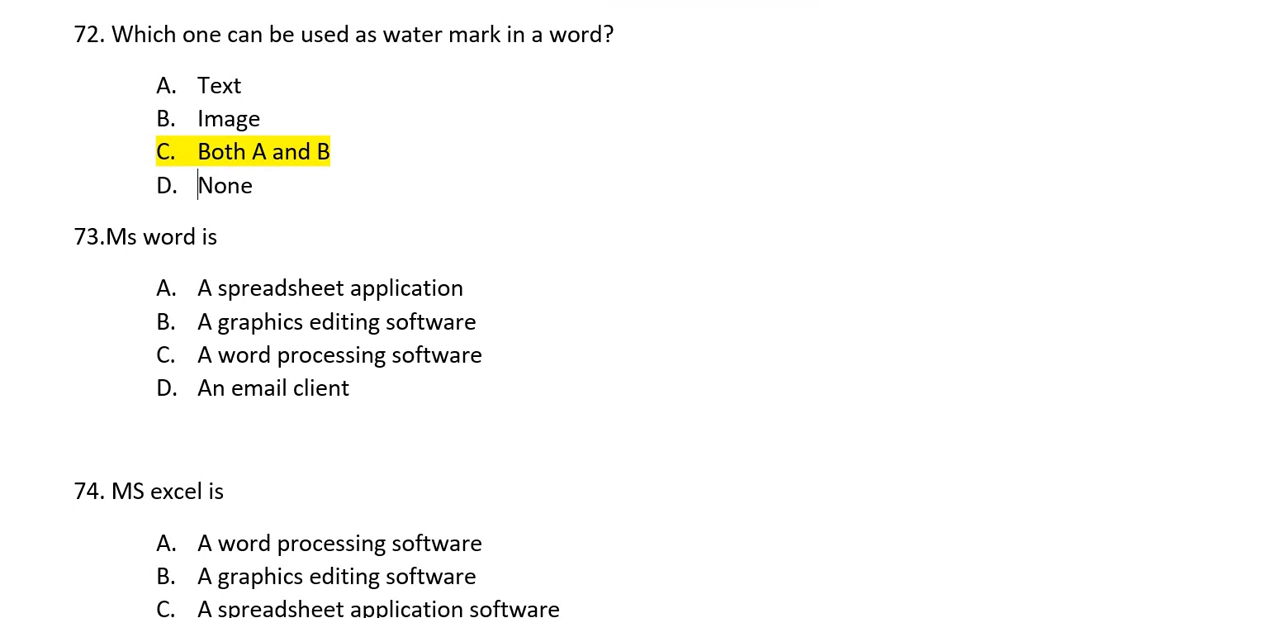 72. Which one can be used as water mark in a word?
A. Text
B. Image
C. Both A and B
D. None
73.Ms word is
A. A spreadsheet application
B. A graphics editing software
C. A word processing software
D. An email client
74. MS excel is
A. A word processing software
B. A graphics editing software
C. A spreadsheet application software